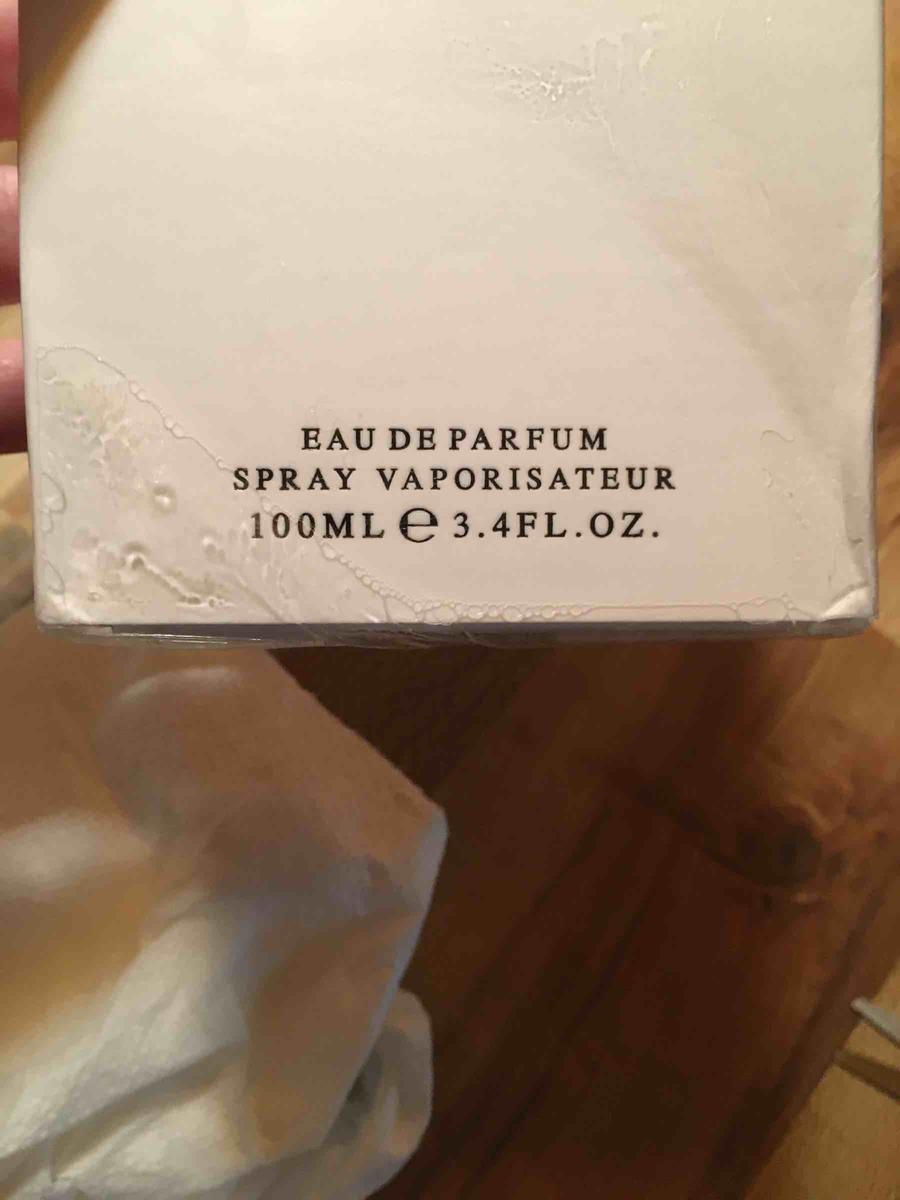 EAU DE PARFUM
SPRAY VAPORISATEUR
100ML ℮ 3.4FL.OZ.